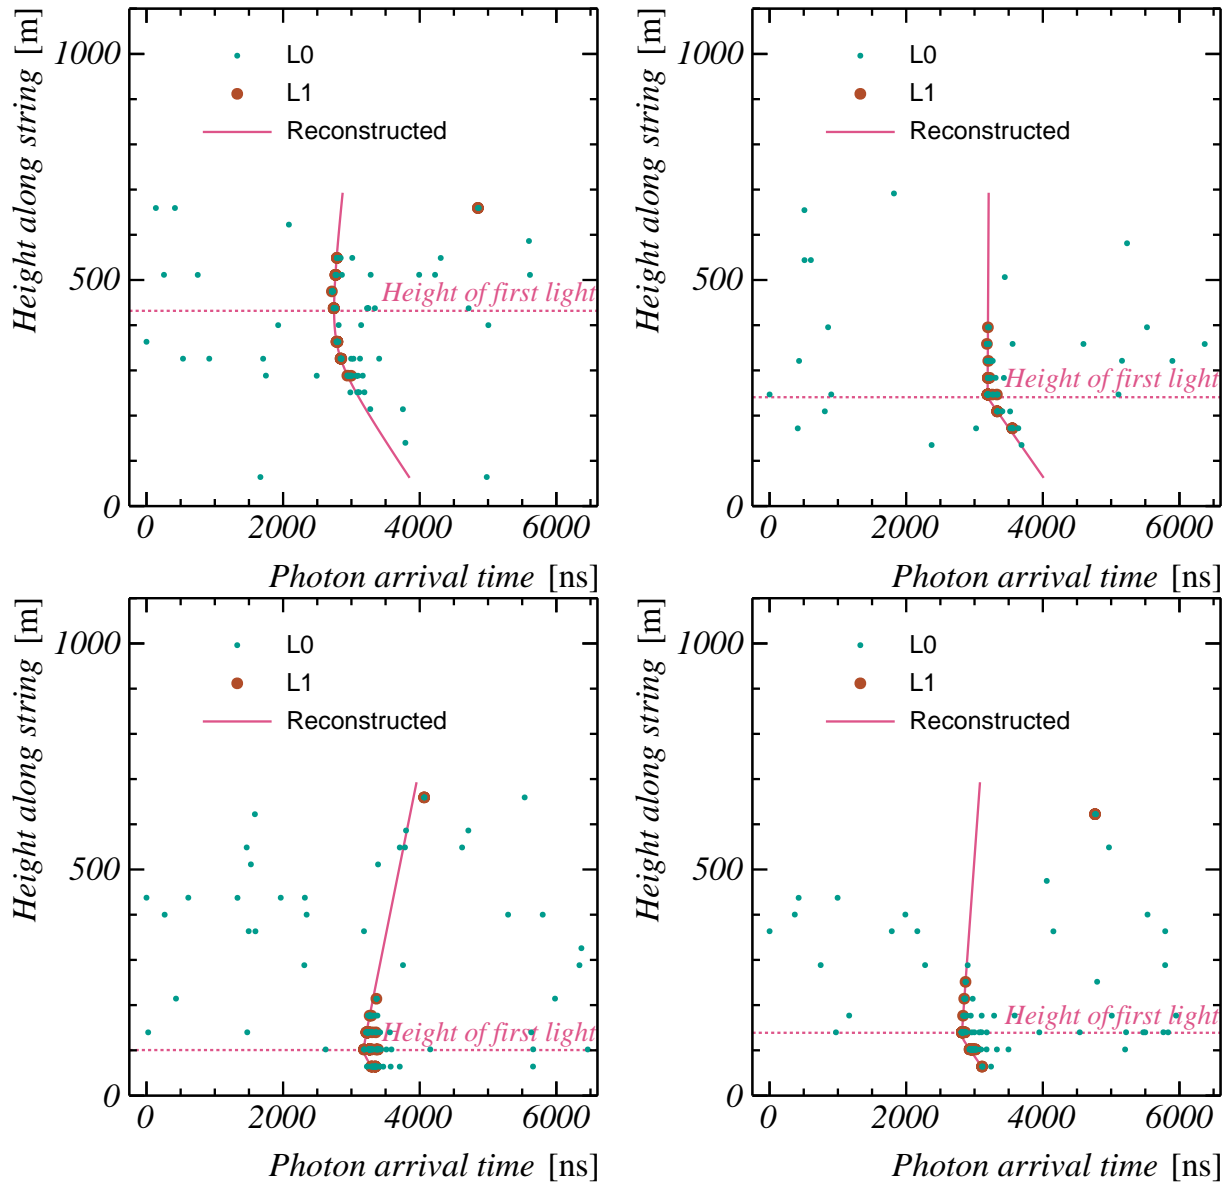 Height along string [m]
1000
500
0
L0
L1
Reconstructed
Height of first light
0 2000 4000 6000
Photon arrival time [ns]
Height along string [m]
1000
500
0
L0
L1
Reconstructed
Height of first light
0 2000 4000 6000
Photon arrival time [ns]
Height along string [m]
1000
500
0
L0
L1
Reconstructed
Height of first light
0 2000 4000 6000
Photon arrival time [ns]
Height along string [m]
1000
500
0
L0
L1
Reconstructed
Height of first light
0 2000 4000 6000
Photon arrival time [ns]